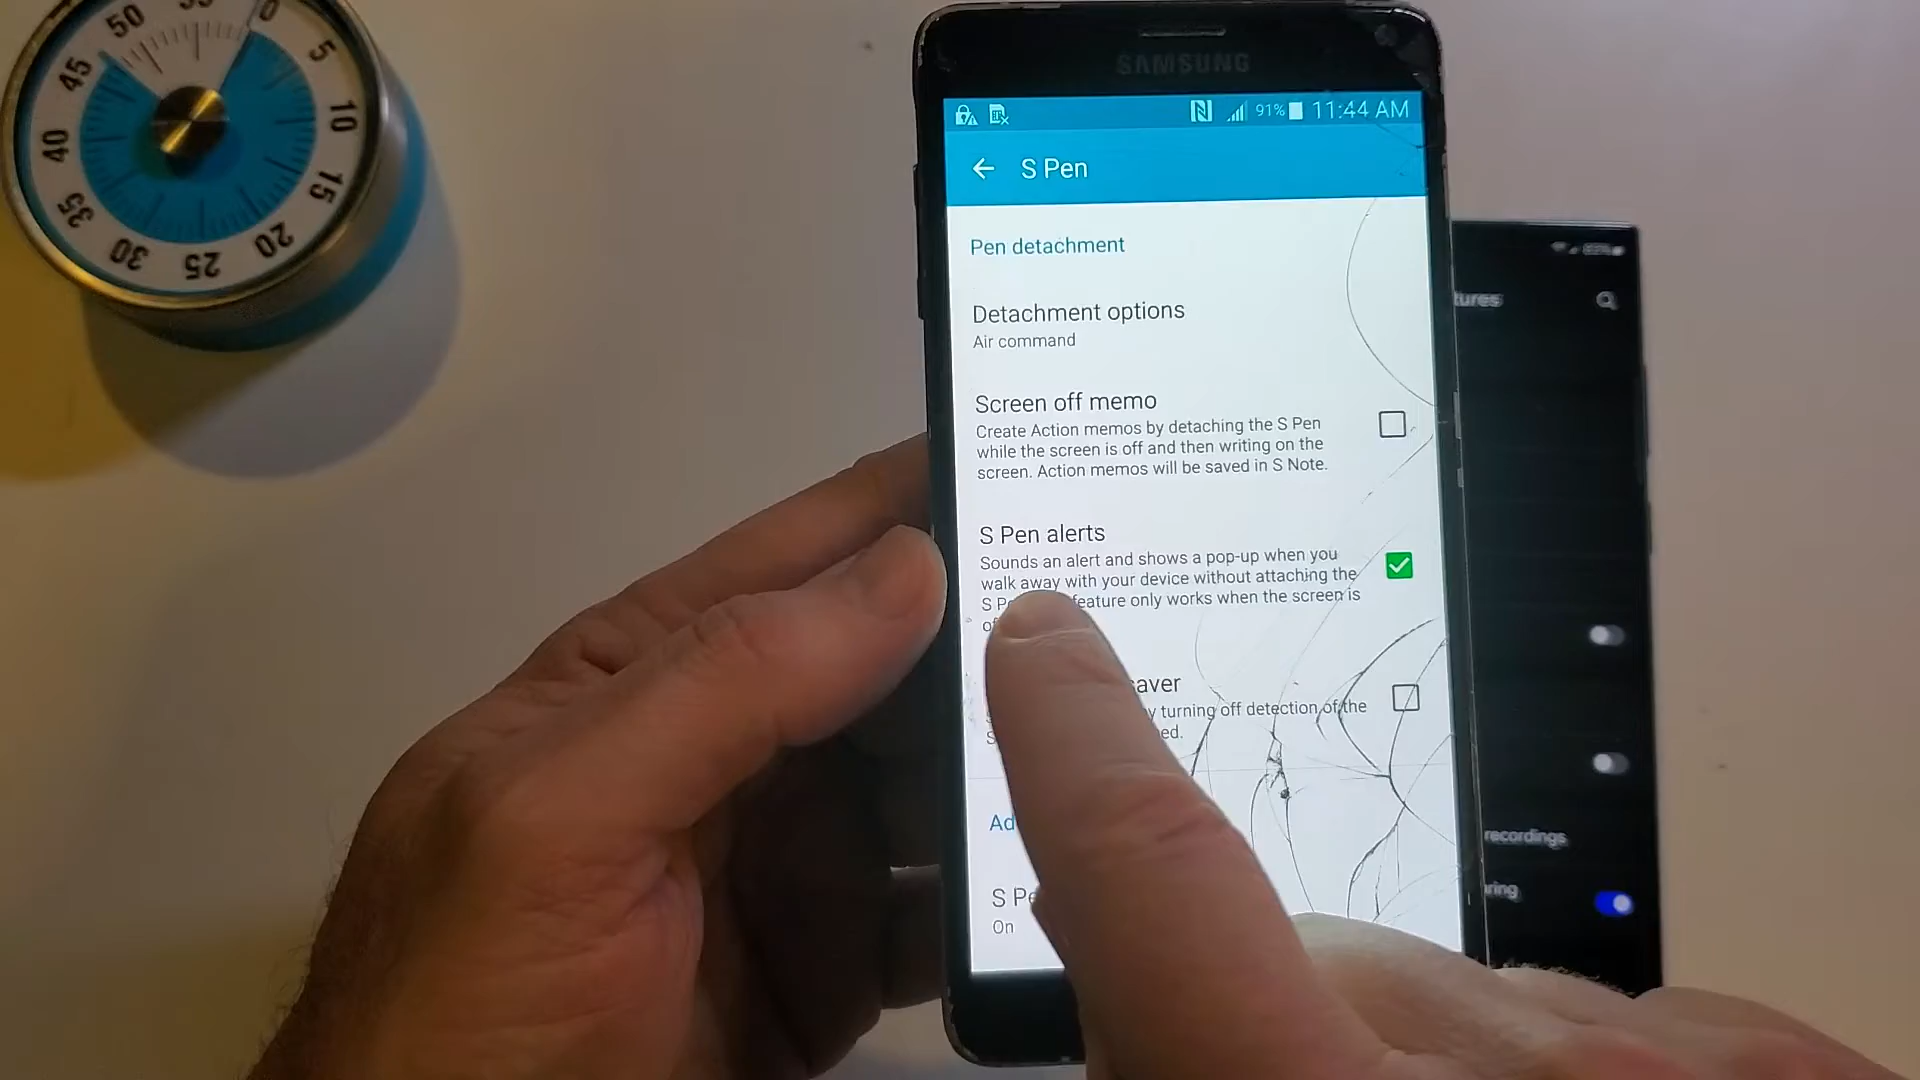 0
5
10
15
20
25
30
35
40
45
50
SAMSUNG
91% 11:44 AM
S Pen
Pen detachment
Detachment options
Air command
Screen off memo
Create Action memos by detaching the S Pen
while the screen is off and then writing on the
screen. Action memos will be saved in S Note.
S Pen alerts
Sounds an alert and shows a pop-up when you
walk away with your device without attaching the
S feature only works when the screen is
saver
turning off detection of the
On
recordings